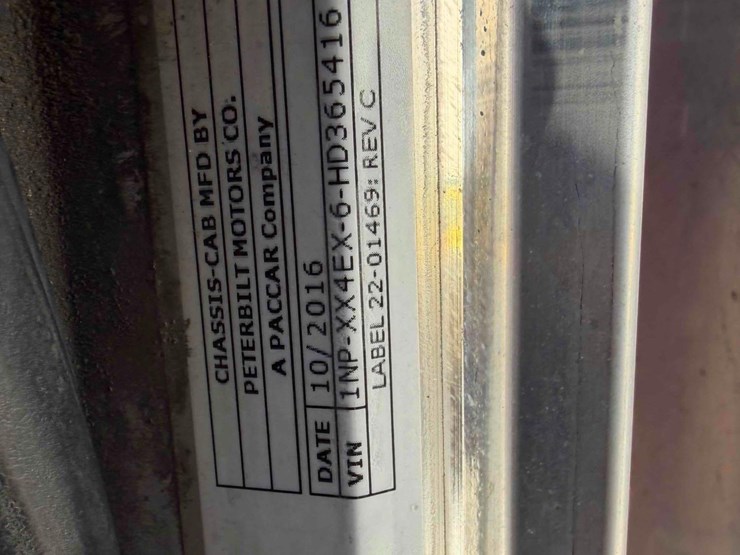 CHASSIS-CAB MFD BY
PETERBILT MOTORS CO.
A PACCAR Company
DATE 10/2016
VIN 1NP-XX4EX-6-HD365416
LABEL 22-01469: REV C